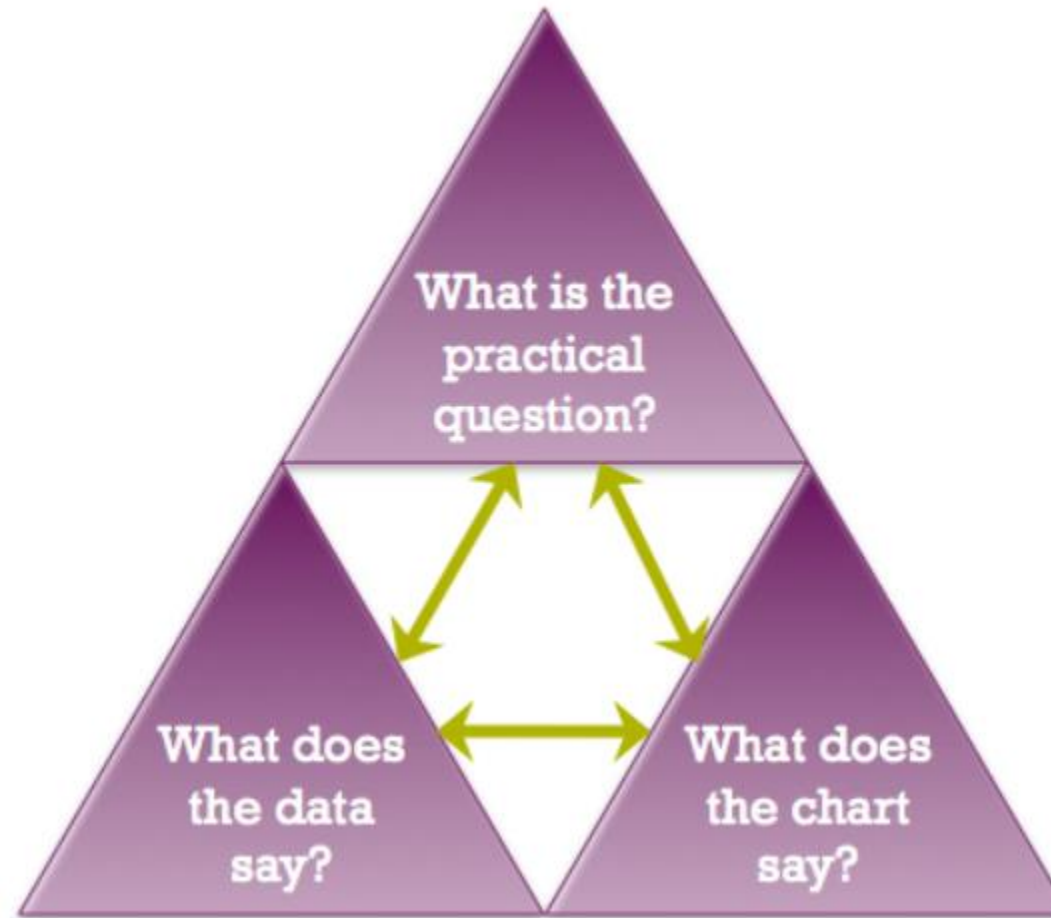 What is the
practical
question?
What does
the data
say?
What does
the chart
say?